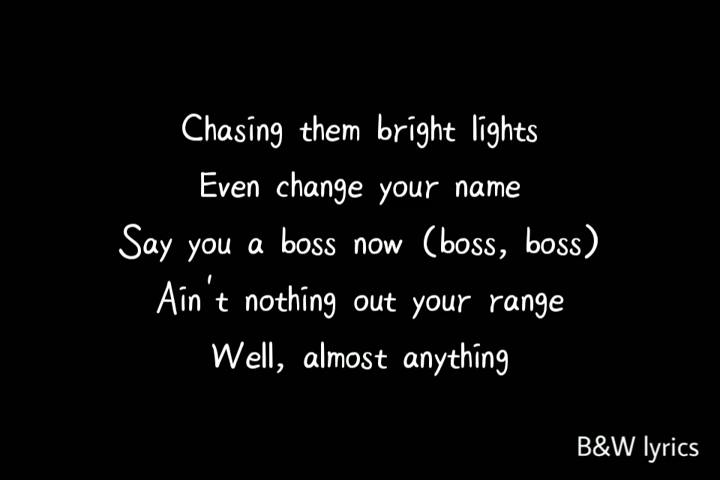 Chasing them bright lights
Even change your name
Say you a boss now (boss, boss)
Ain't nothing out your range
Well, almost anything
B&W lyrics